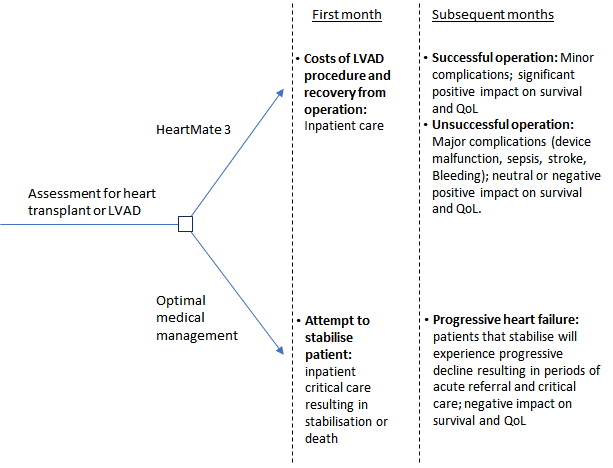 First month
Subsequent months
• Costs of LVAD
procedure and
recovery from
operation:
Inpatient care
• Successful operation: Minor
complications; significant
positive impact on survival
and QoL
• Unsuccessful operation:
Major complications (device
malfunction, sepsis, stroke,
Bleeding); neutral or negative
positive impact on survival
and QoL.
HeartMate 3
Assessment for heart
transplant or LVAD
Optimal
medical
management
• Attempt to
stabilise
patient:
inpatient
critical care
resulting in
stabilisation or
death
• Progressive heart failure:
patients that stabilise will
experience progressive
decline resulting in periods of
acute referral and critical
care; negative impact on
survival and QoL